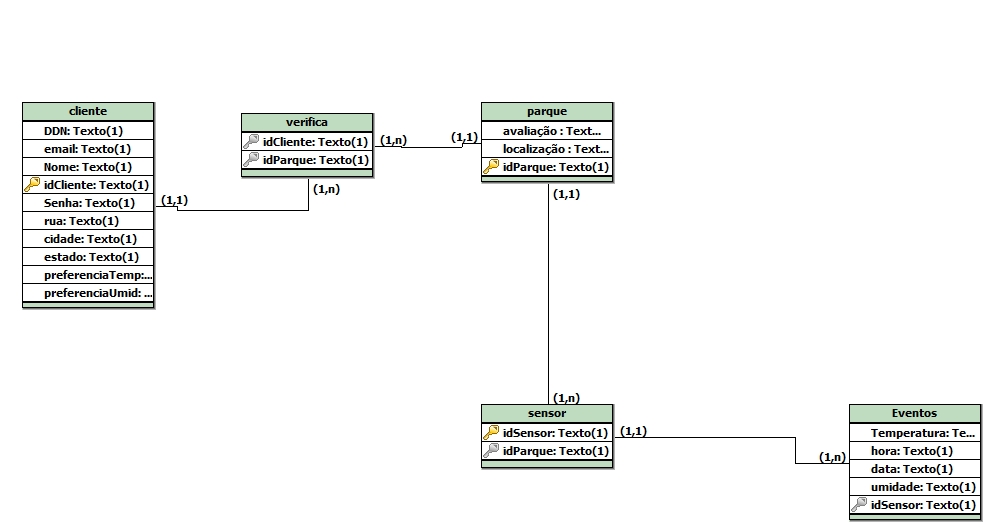 cliente
DDN: Texto(1)
email: Texto(1)
Nome: Texto(1)
idCliente: Texto(1)
Senha: Texto(1)
rua: Texto(1)
cidade: Texto(1)
estado: Texto(1)
preferenciaTemp:...
preferenciaUmid: ...
(1,1)
verifica
idCliente: Texto(1)
idParque: Texto(1)
(1,n)
(1,n)
(1,1)
parque
avaliação : Text...
localização : Text...
idParque: Texto(1)
(1,1)
(1,n)
sensor
idSensor: Texto(1)
idParque: Texto(1)
(1,1)
(1,n)
Eventos
Temperatura: Te...
hora: Texto(1)
data: Texto(1)
umidade: Texto(1)
idSensor: Texto(1)